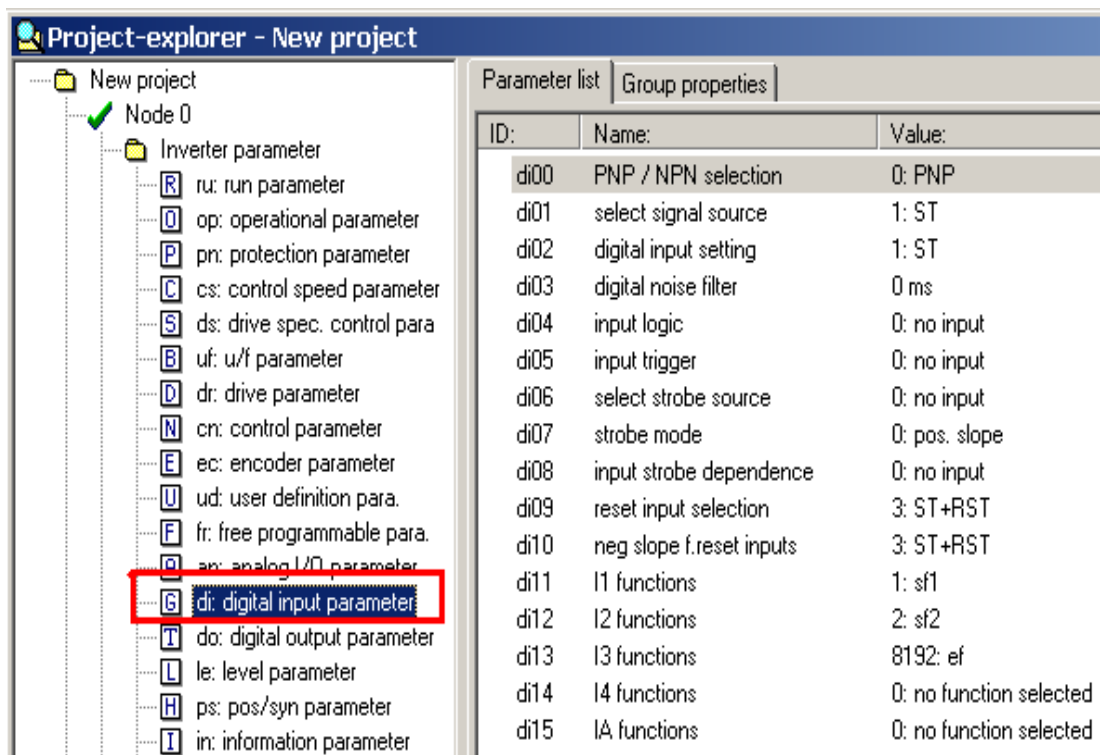 Project-explorer - New project
New project
Node 0
Inverter parameter
R ru: run parameter
O op: operational parameter
P pn: protection parameter
C cs: control speed parameter
S ds: drive spec. control para
B uf: u/f parameter
D dr: drive parameter
N cn: control parameter
E ec: encoder parameter
U ud: user definition para.
F fr: free programmable para.
A an: analog I/O parameter
G di: digital input parameter
T do: digital output parameter
L le: level parameter
H ps: pos/syn parameter
I in: information parameter
Parameter list Group properties
ID: Name: Value:
di00 PNP / NPN selection 0: PNP
di01 select signal source 1: ST
di02 digital input setting 1: ST
di03 digital noise filter 0 ms
di04 input logic 0: no input
di05 input trigger 0: no input
di06 select strobe source 0: no input
di07 strobe mode 0: pos. slope
di08 input strobe dependence 0: no input
di09 reset input selection 3: ST+RST
di10 neg slope f.reset inputs 3: ST+RST
di11 I1 functions 1: sf1
di12 I2 functions 2: sf2
di13 I3 functions 8192: ef
di14 I4 functions 0: no function selected
di15 IA functions 0: no function selected